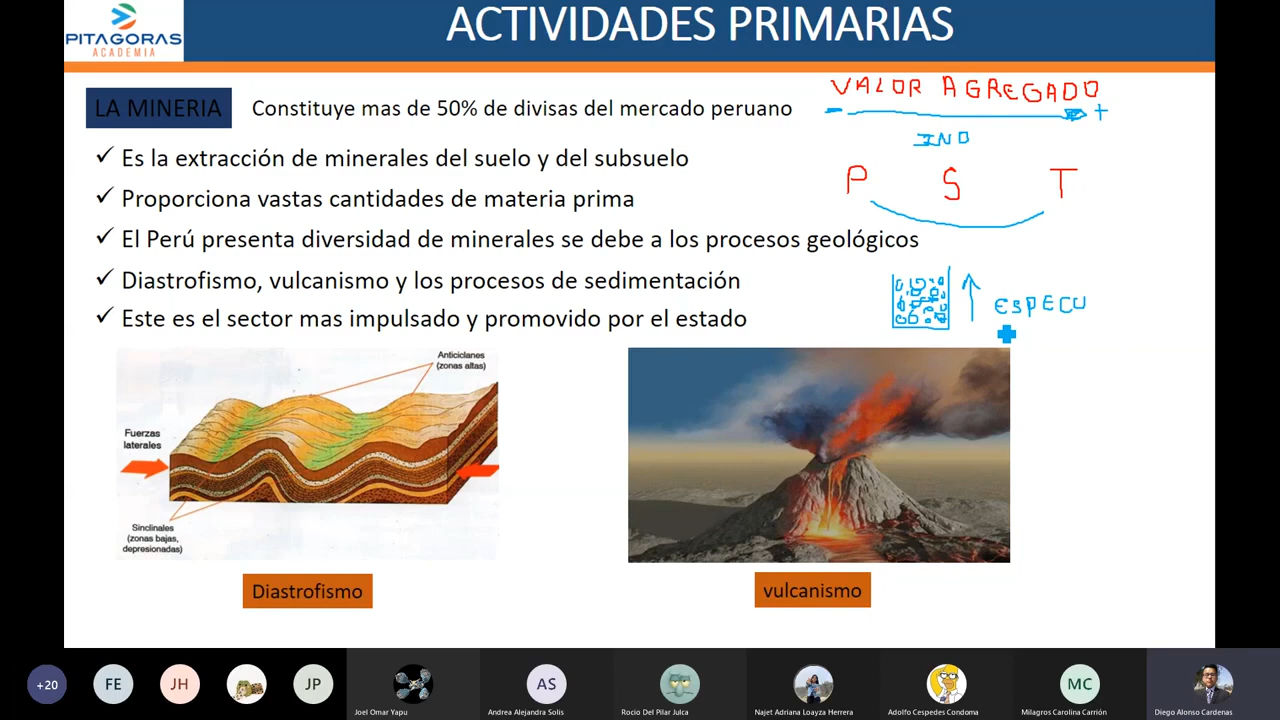 PITAGORAS
ACADEMIA
ACTIVIDADES PRIMARIAS
LA MINERIA
Constituye mas de 50% de divisas del mercado peruano
✓ Es la extracción de minerales del suelo y del subsuelo
✓ Proporciona vastas cantidades de materia prima
✓ El Perú presenta diversidad de minerales se debe a los procesos geológicos
✓ Diastrofismo, vulcanismo y los procesos de sedimentación
✓ Este es el sector mas impulsado y promovido por el estado
VALOR AGREGADO
- +
IND
P S T
ESPECU
Anticiclanes
(zonas altas)
Fuerzas
laterales
Sinclinales
(zonas bajas,
depresionadas)
Diastrofismo
vulcanismo
+20
FE
JH
JP
Joel Omar Yapu
AS
Andrea Alejandra Solis
Rocio Del Pilar Julca
Najet Adriana Loayza Herrera
Adolfo Cespedes Condoma
MC
Milagros Carolina Carrión
Diego Alonso Cardenas